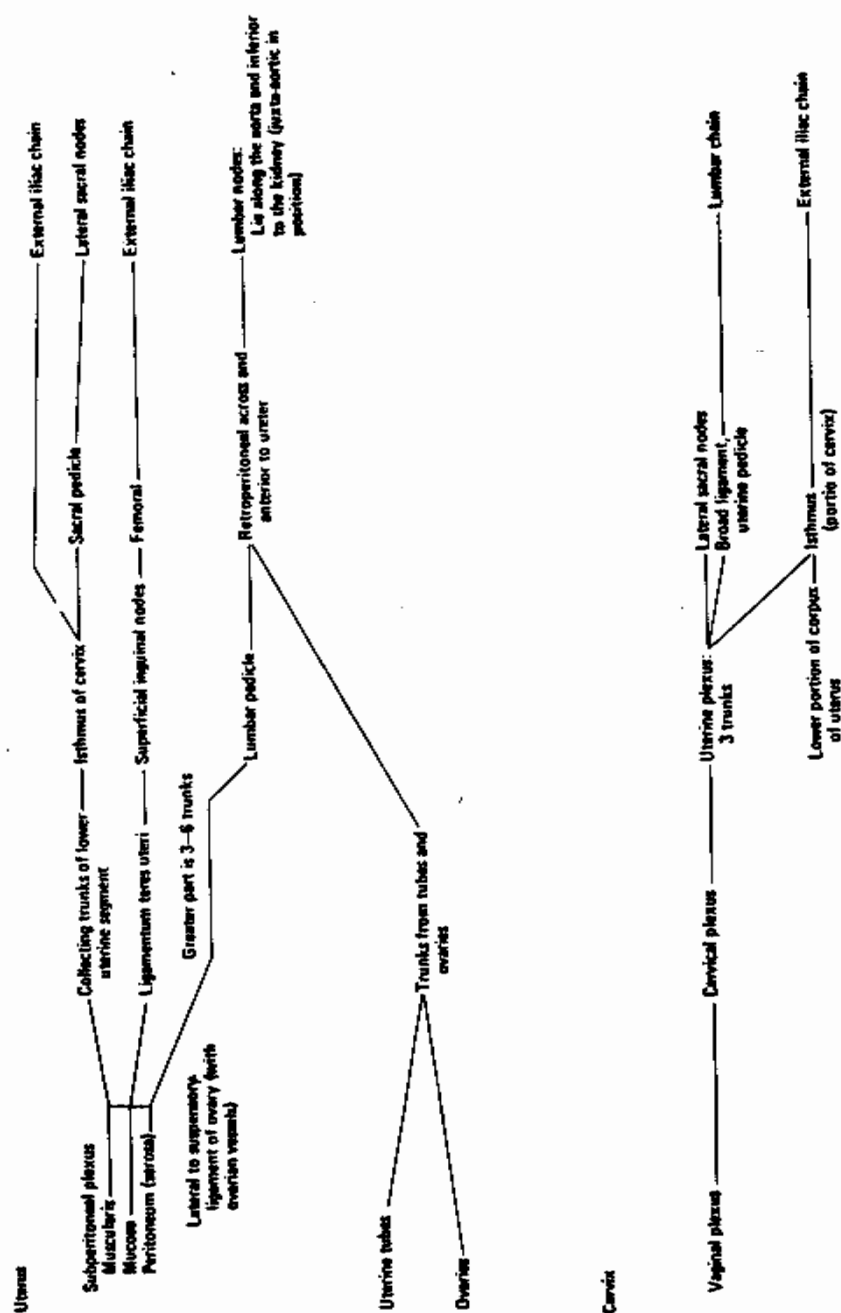 Uterus
Subperitoneal plexus
Muscularis
Mucosa
Peritoneum (serosa)
Collecting trunks of lower
uterine segment
Isthmus of cervix
External iliac chain
Sacral pedicle
Lateral sacral nodes
Ligamentum teres uteri
Superficial inguinal nodes
Femoral
External iliac chain
Lateral to suspensory
ligament of ovary (with
ovarian vessels)
Greater part is 3–6 trunks
Lumbar pedicle
Retroperitoneal across and
anterior to ureter
Lumbar nodes:
Lie along the aorta and inferior
to the kidney (juxta-aortic in
position)
Uterine tubes
Ovaries
Trunks from tubes and
ovaries
Cervix
Vaginal plexus
Cervical plexus
Uterine plexus:
3 trunks
Lateral sacral nodes
Broad ligament,
uterine pedicle
Lumbar chain
Lower portion of corpus
of uterus
Isthmus
(portio of cervix)
External iliac chain